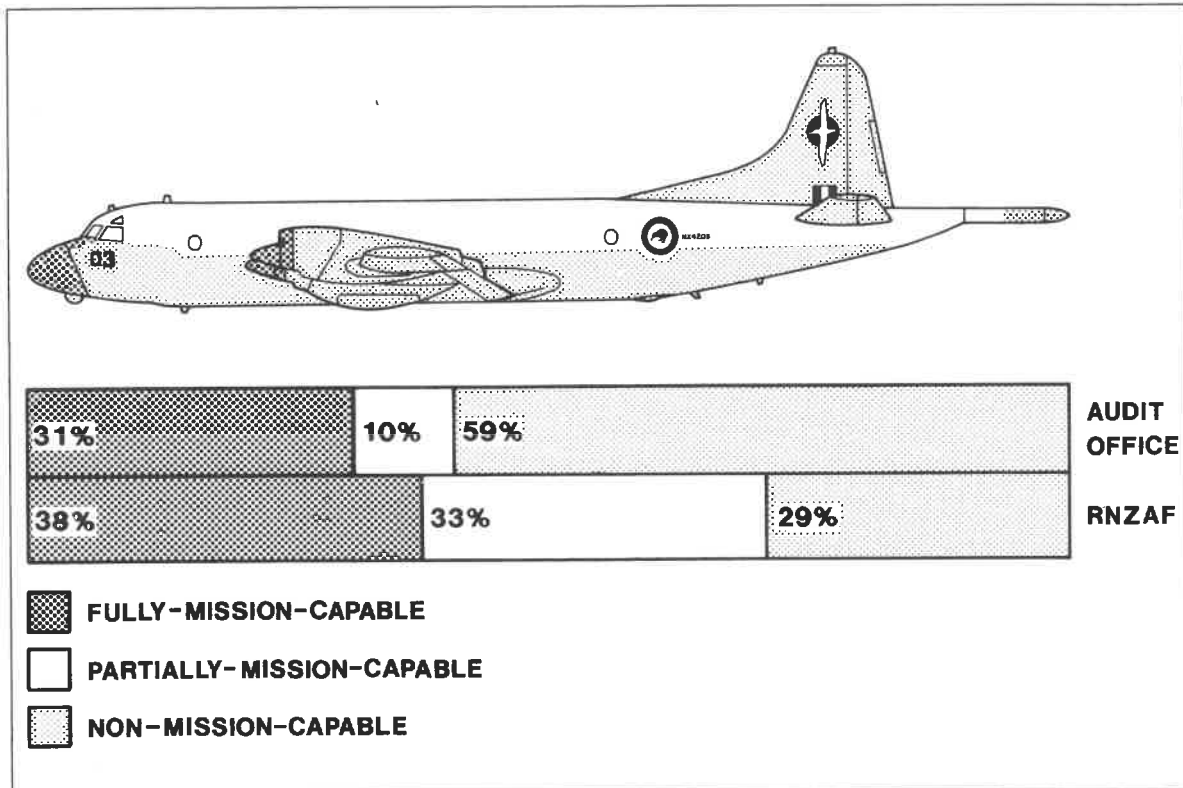 03
NZ4203
31% 10% 59%
AUDIT
OFFICE
38% 33% 29%
RNZAF
FULLY-MISSION-CAPABLE
PARTIALLY-MISSION-CAPABLE
NON-MISSION-CAPABLE